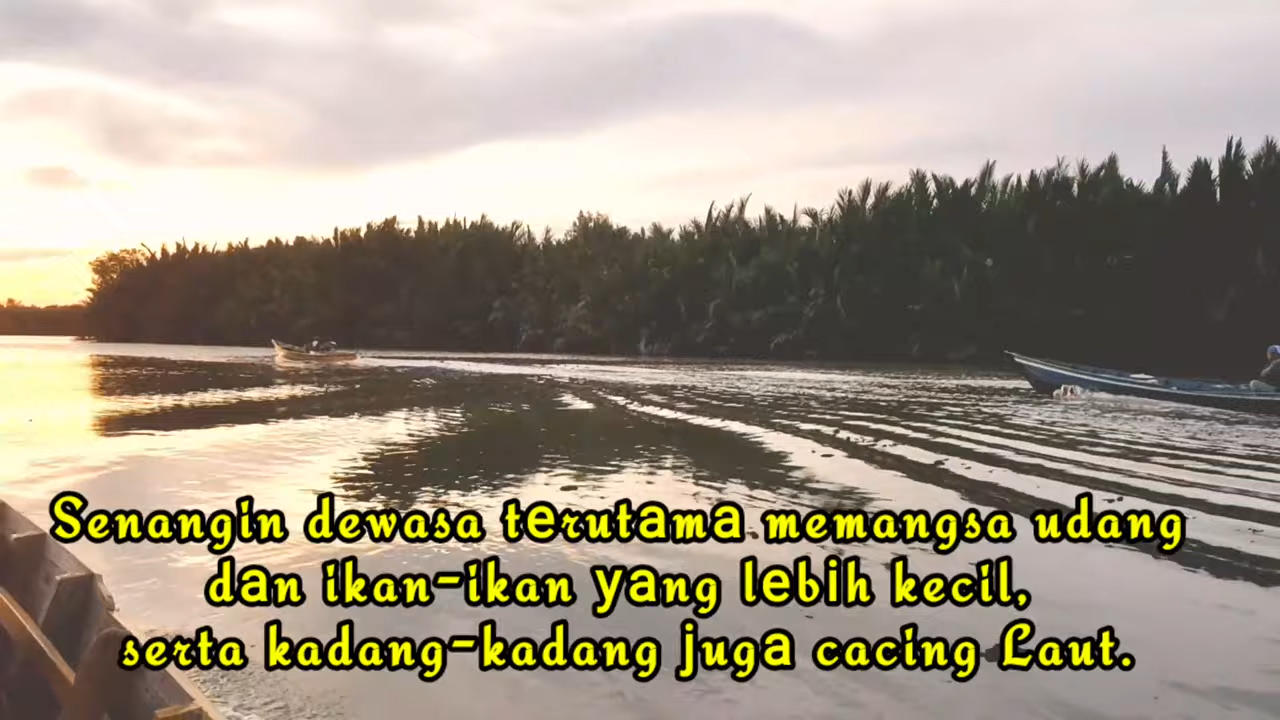 Senangin dewasa terutama memangsa udang
dan ikan-ikan yang lebih kecil,
serta kadang-kadang juga cacing Laut.